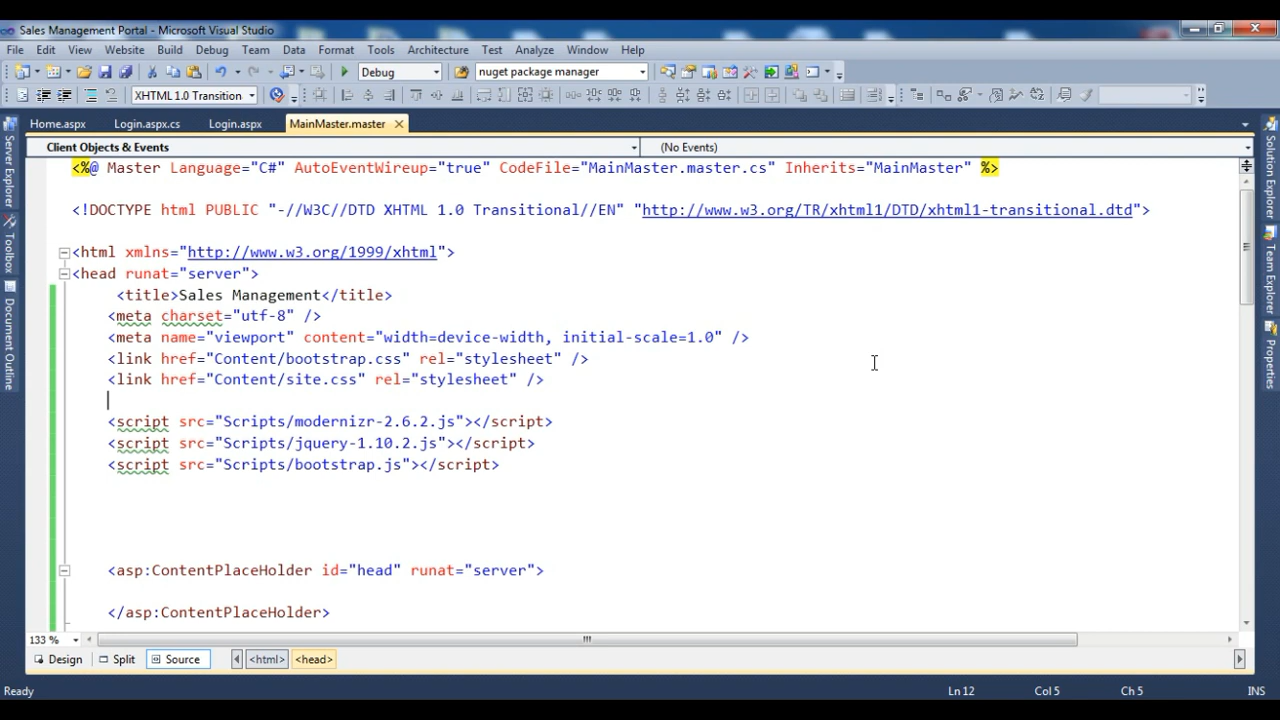 Sales Management Portal - Microsoft Visual Studio
File Edit View Website Build Debug Team Data Format Tools Architecture Test Analyze Window Help
Debug nuget package manager
XHTML 1.0 Transition
Home.aspx Login.aspx.cs Login.aspx MainMaster.master
Client Objects & Events (No Events)
<%@ Master Language="C#" AutoEventWireup="true" CodeFile="MainMaster.master.cs" Inherits="MainMaster" %>
<!DOCTYPE html PUBLIC "-//W3C//DTD XHTML 1.0 Transitional//EN" "http://www.w3.org/TR/xhtml1/DTD/xhtml1-transitional.dtd">
<html xmlns="http://www.w3.org/1999/xhtml">
<head runat="server">
<title>Sales Management</title>
<meta charset="utf-8" />
<meta name="viewport" content="width=device-width, initial-scale=1.0" />
<link href="Content/bootstrap.css" rel="stylesheet" />
<link href="Content/site.css" rel="stylesheet" />
<script src="Scripts/modernizr-2.6.2.js"></script>
<script src="Scripts/jquery-1.10.2.js"></script>
<script src="Scripts/bootstrap.js"></script>
<asp:ContentPlaceHolder id="head" runat="server">
</asp:ContentPlaceHolder>
133 %
Design Split Source <html> <head>
Ready Ln 12 Col 5 Ch 5 INS
Server Explorer
Toolbox
Document Outline
Solution Explorer
Team Explorer
Properties